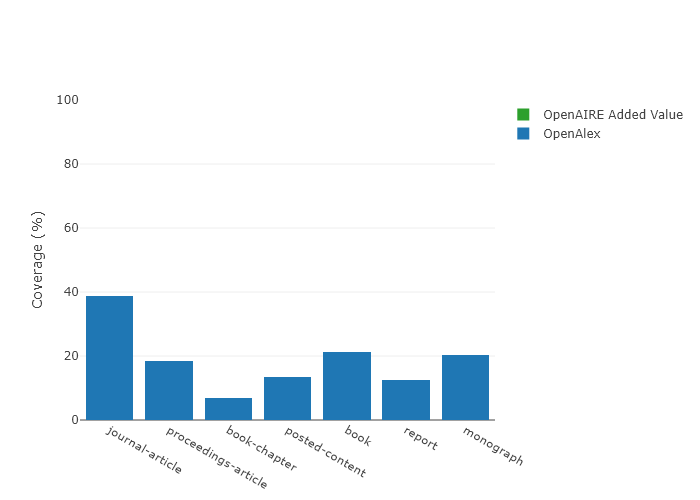 100
80
60
40
20
0
Coverage (%)
journal-article
proceedings-article
book-chapter
posted-content
book
report
monograph
OpenAIRE Added Value
OpenAlex